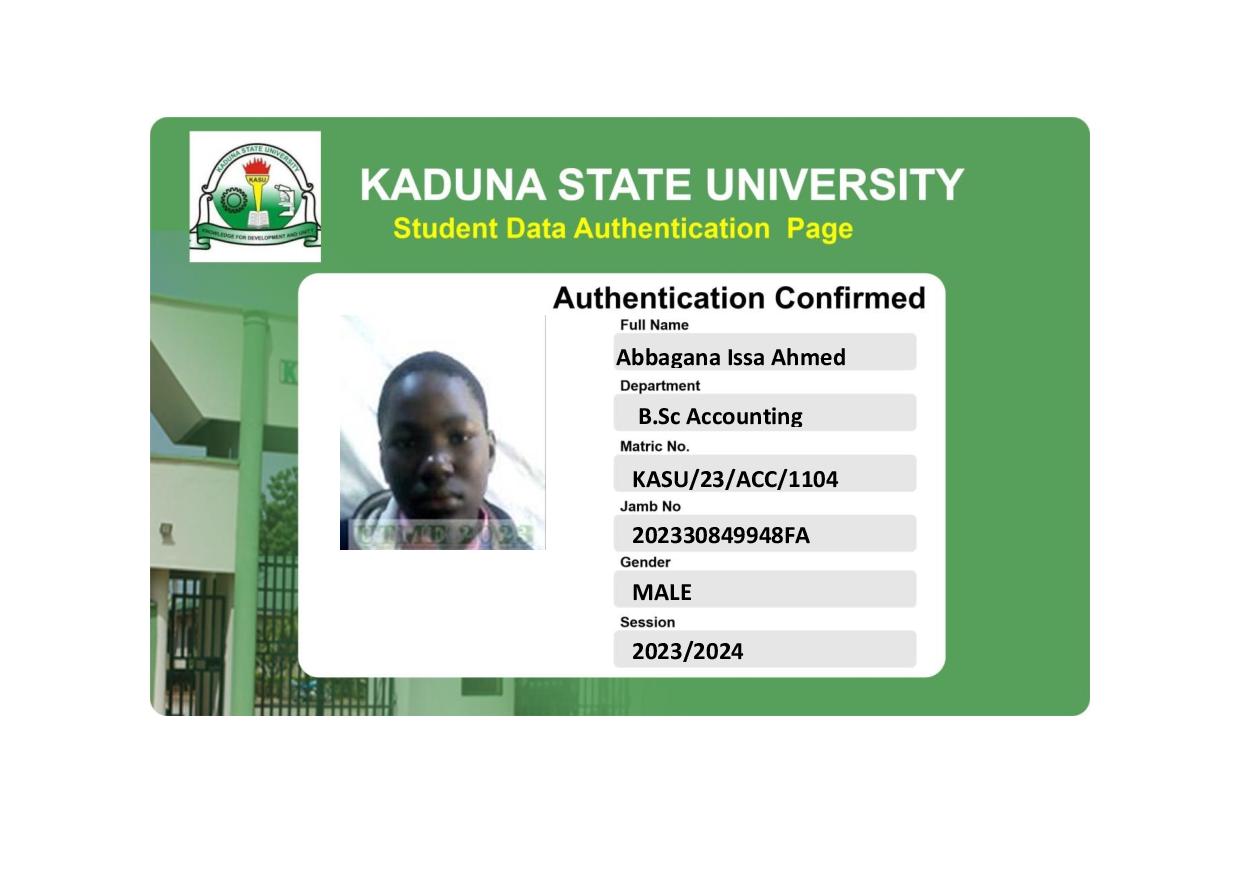 KADUNA STATE UNIVERSITY
KASU
KNOWLEDGE FOR DEVELOPMENT AND UNITY
KADUNA STATE UNIVERSITY
Student Data Authentication Page
Authentication Confirmed
Full Name
Abbagana Issa Ahmed
Department
B.Sc Accounting
Matric No.
KASU/23/ACC/1104
Jamb No
202330849948FA
Gender
MALE
Session
2023/2024
UTME 2023
K